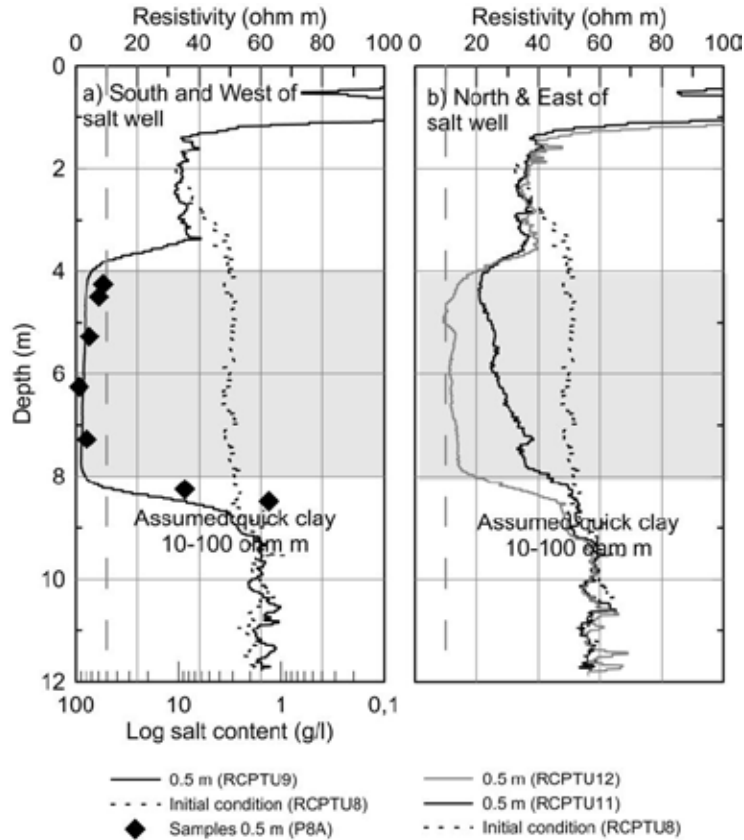 Resistivity (ohm m)
0 20 40 60 80 100
Resistivity (ohm m)
0 20 40 60 80 100
a) South and West of
salt well
b) North & East of
salt well
Depth (m)
0
2
4
6
8
10
12
Assumed quick clay
10-100 ohm m
Assumed quick clay
10-100 ohm m
100 10 1 0,1
Log salt content (g/l)
0.5 m (RCPTU9)
Initial condition (RCPTU8)
Samples 0.5 m (P8A)
0.5 m (RCPTU12)
0.5 m (RCPTU11)
Initial condition (RCPTU8)